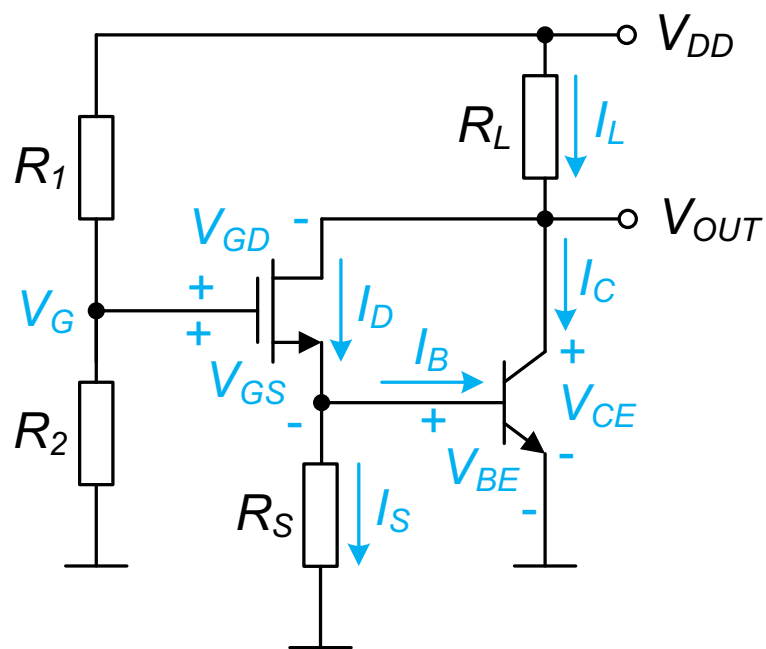 V_DD
R_1
R_L
I_L
V_GD
-
V_OUT
V_G
+
+
I_D
I_C
V_GS
-
I_B
+
V_CE
-
R_2
+
V_BE
-
R_S
I_S